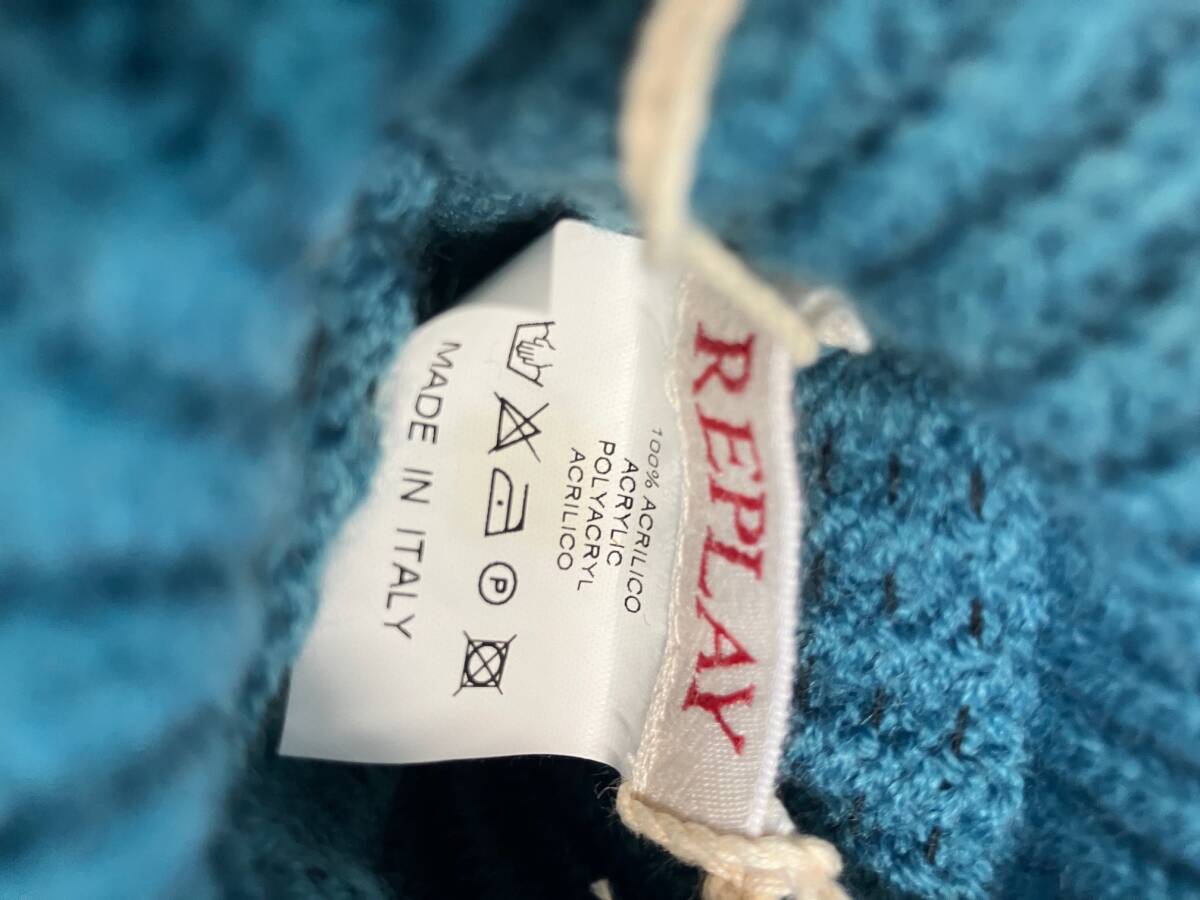 REPLAY
100% ACRILICO
ACRYLIC
POLYACRYL
ACRILICO
P
MADE IN ITALY